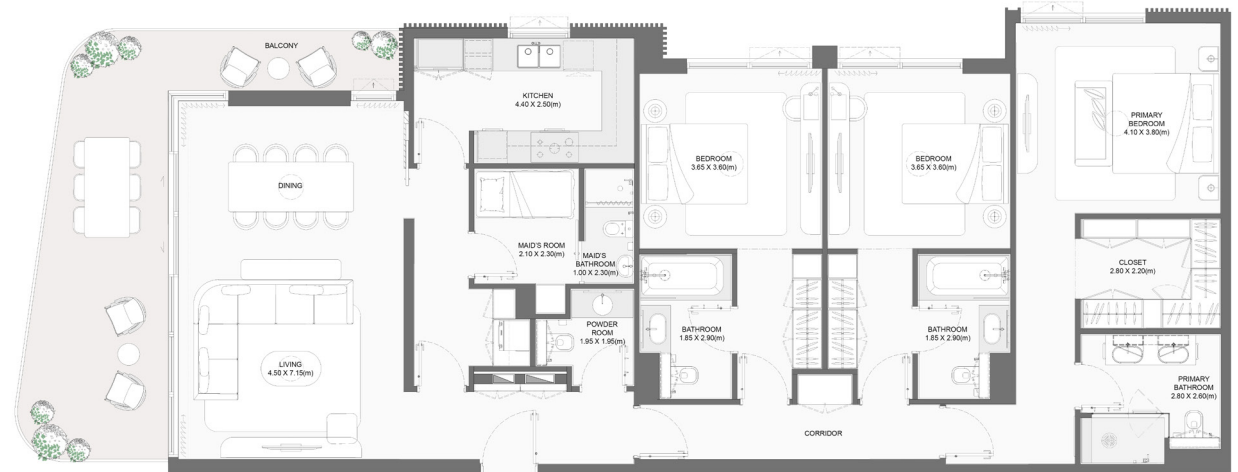 BALCONY
KITCHEN
4.40 X 2.50(m)
PRIMARY
BEDROOM
4.10 X 3.80(m)
BEDROOM
3.65 X 3.60(m)
BEDROOM
3.65 X 3.60(m)
DINING
MAID'S ROOM
2.10 X 2.30(m)
MAID'S
BATHROOM
1.00 X 2.30(m)
CLOSET
2.80 X 2.20(m)
POWDER
ROOM
1.95 X 1.95(m)
BATHROOM
1.85 X 2.90(m)
BATHROOM
1.85 X 2.90(m)
LIVING
4.50 X 7.15(m)
PRIMARY
BATHROOM
2.80 X 2.60(m)
CORRIDOR